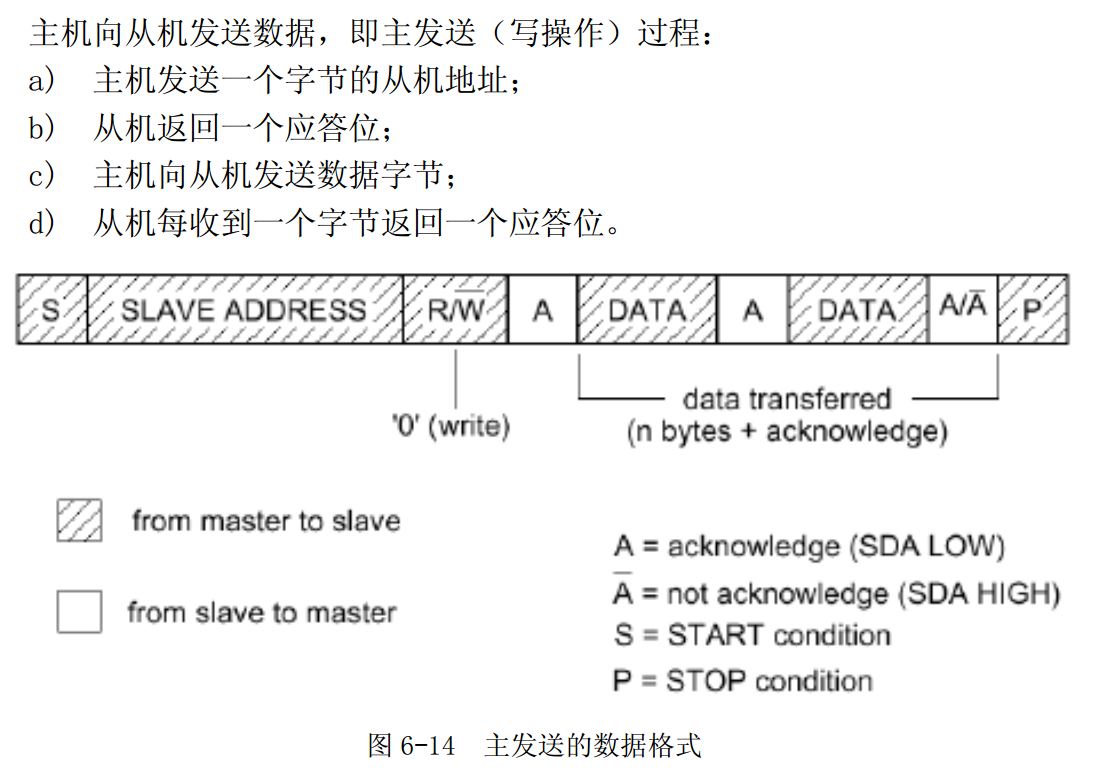 主机向从机发送数据，即主发送（写操作）过程：
a) 主机发送一个字节的从机地址；
b) 从机返回一个应答位；
c) 主机向从机发送数据字节；
d) 从机每收到一个字节返回一个应答位。
S SLAVE ADDRESS R/W̅ A DATA A DATA A/A̅ P
'0' (write)
data transferred
(n bytes + acknowledge)
from master to slave
from slave to master
A = acknowledge (SDA LOW)
A̅ = not acknowledge (SDA HIGH)
S = START condition
P = STOP condition
图 6-14 主发送的数据格式